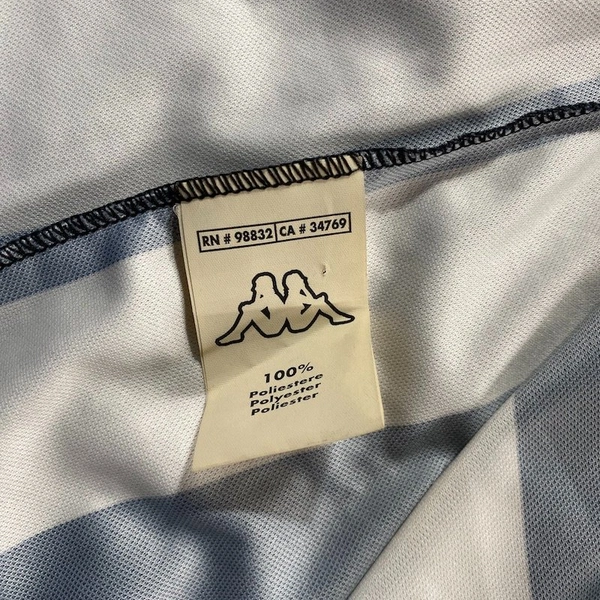 RN # 98832 CA # 34769
100%
Poliestere
Polyester
Poliester